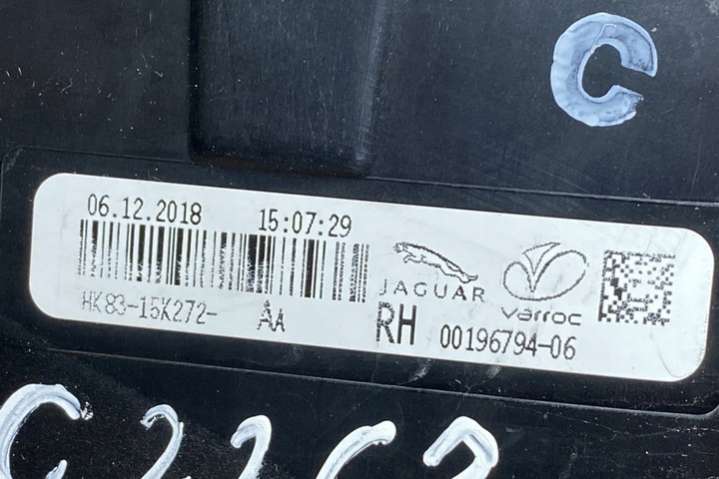 C
06.12.2018 15:07:29
HK83-15K272- AA
JAGUAR
varroc
RH 00196794-06